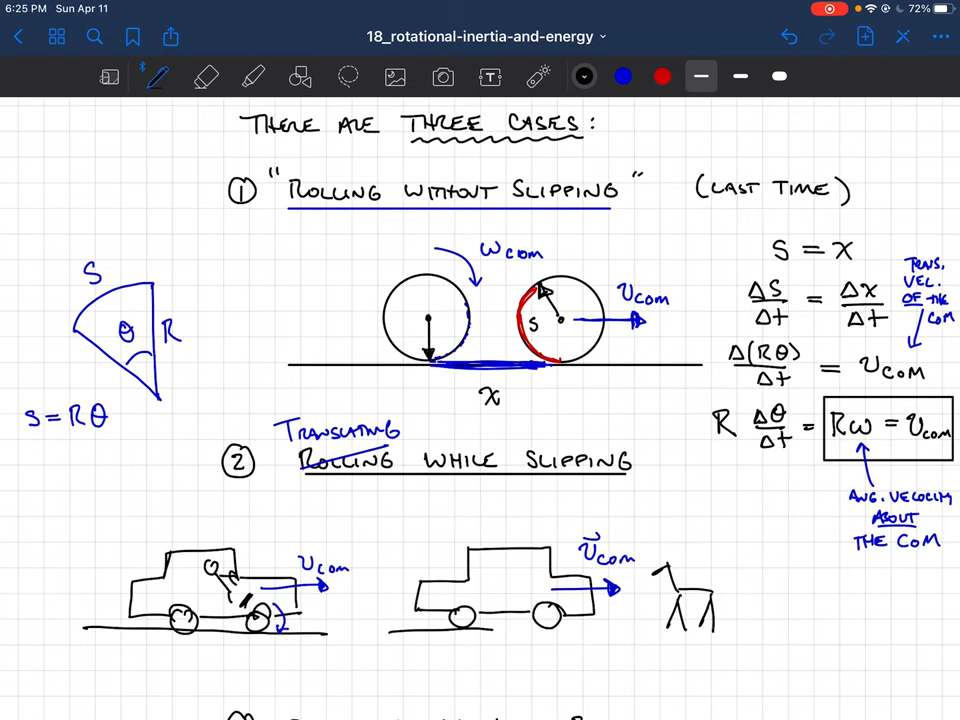 6:25 PM Sun Apr 11
72%
18_rotational-inertia-and-energy
THERE ARE THREE CASES:
① "ROLLING WITHOUT SLIPPING" (LAST TIME)
S = x
ωCOM
S
TRANS.
VEL.
OF THE
COM
ΔS/Δt = Δx/Δt
vCOM
θ
R
S
Δ(Rθ)/Δt = vCOM
x
S = Rθ
R Δθ/Δt = Rω = vCOM
TRANSLATING
② ROLLING WHILE SLIPPING
ANG. VELOCITY
ABOUT
THE COM
vCOM
v⃗COM